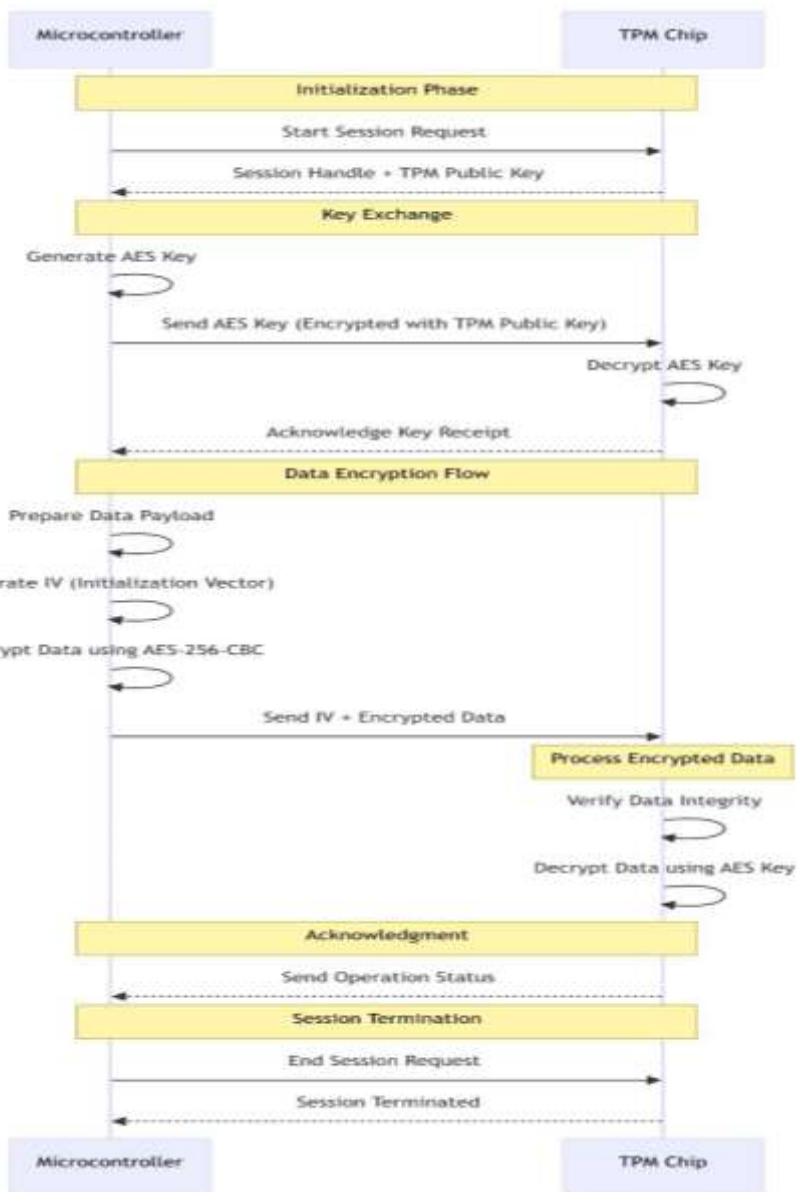 Microcontroller TPM Chip
Initialization Phase
Start Session Request
Session Handle + TPM Public Key
Key Exchange
Generate AES Key
Send AES Key (Encrypted with TPM Public Key)
Decrypt AES Key
Acknowledge Key Receipt
Data Encryption Flow
Prepare Data Payload
rate IV (Initialization Vector)
ypt Data using AES-256-CBC
Send IV + Encrypted Data
Process Encrypted Data
Verify Data Integrity
Decrypt Data using AES Key
Acknowledgment
Send Operation Status
Session Termination
End Session Request
Session Terminated
Microcontroller TPM Chip